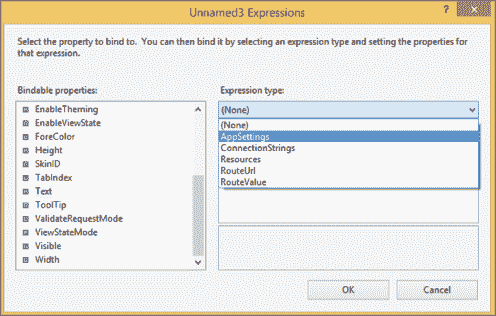 Unnamed3 Expressions
?
Select the property to bind to. You can then bind it by selecting an expression type and setting the properties for
that expression.
Bindable properties:
EnableTheming
EnableViewState
ForeColor
Height
SkinID
TabIndex
Text
ToolTip
ValidateRequestMode
ViewStateMode
Visible
Width
Expression type:
(None)
(None)
AppSettings
ConnectionStrings
Resources
RouteUrl
RouteValue
OK
Cancel